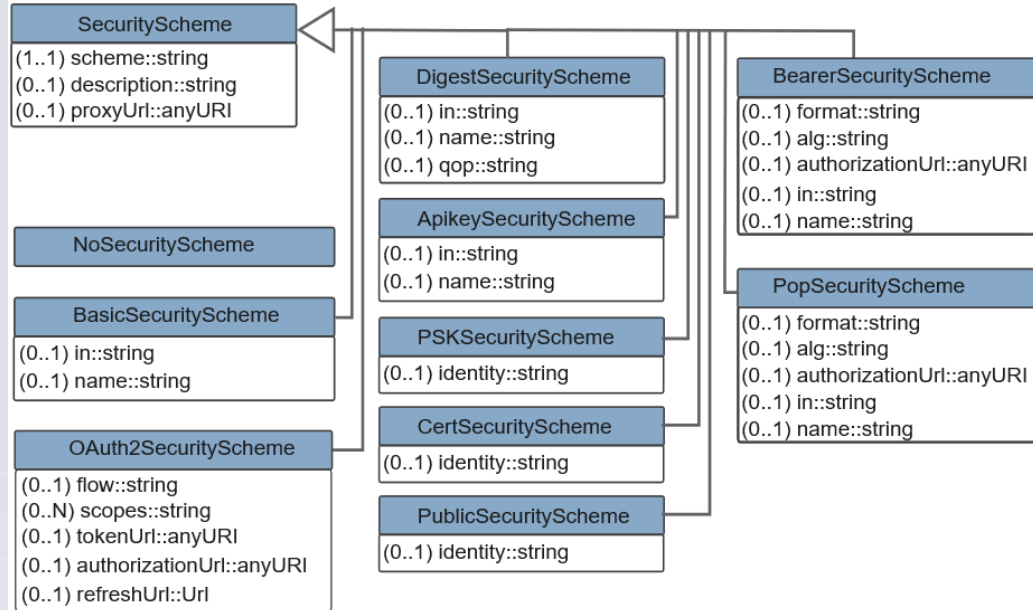 SecurityScheme
(1..1) scheme::string
(0..1) description::string
(0..1) proxyUrl::anyURI
NoSecurityScheme
BasicSecurityScheme
(0..1) in::string
(0..1) name::string
OAuth2SecurityScheme
(0..1) flow::string
(0..N) scopes::string
(0..1) tokenUrl::anyURI
(0..1) authorizationUrl::anyURI
(0..1) refreshUrl::Url
DigestSecurityScheme
(0..1) in::string
(0..1) name::string
(0..1) qop::string
ApikeySecurityScheme
(0..1) in::string
(0..1) name::string
PSKSecurityScheme
(0..1) identity::string
CertSecurityScheme
(0..1) identity::string
PublicSecurityScheme
(0..1) identity::string
BearerSecurityScheme
(0..1) format::string
(0..1) alg::string
(0..1) authorizationUrl::anyURI
(0..1) in::string
(0..1) name::string
PopSecurityScheme
(0..1) format::string
(0..1) alg::string
(0..1) authorizationUrl::anyURI
(0..1) in::string
(0..1) name::string